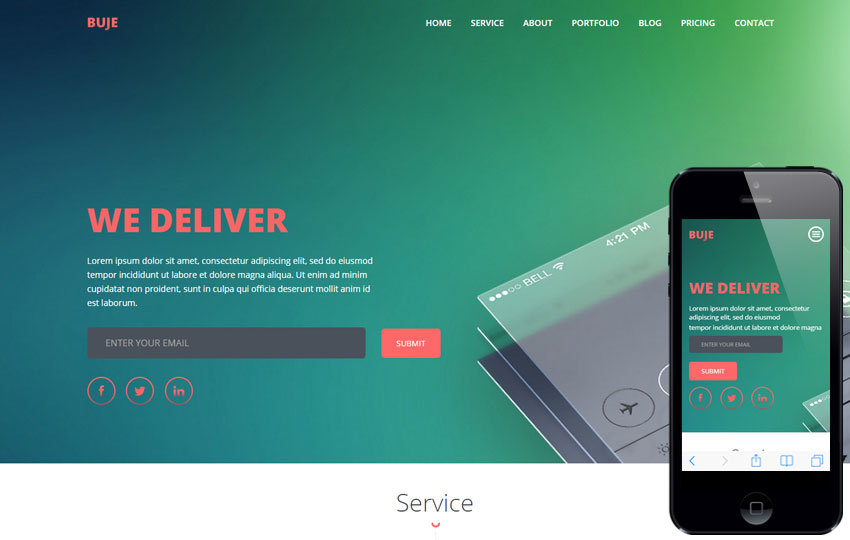 BUJE
HOME SERVICE ABOUT PORTFOLIO BLOG PRICING CONTACT
WE DELIVER
Lorem ipsum dolor sit amet, consectetur adipiscing elit, sed do eiusmod
tempor incididunt ut labore et dolore magna aliqua. Ut enim ad minim
cupidatat non proident, sunt in culpa qui officia deserunt mollit anim id
est laborum.
ENTER YOUR EMAIL
SUBMIT
f
in
BELL
4:21 PM
Service
BUJE
WE DELIVER
Lorem ipsum dolor sit amet, consectetur
adipiscing elit, sed do eiusmod
tempor incididunt ut labore et dolore magna
ENTER YOUR EMAIL
SUBMIT
f
in